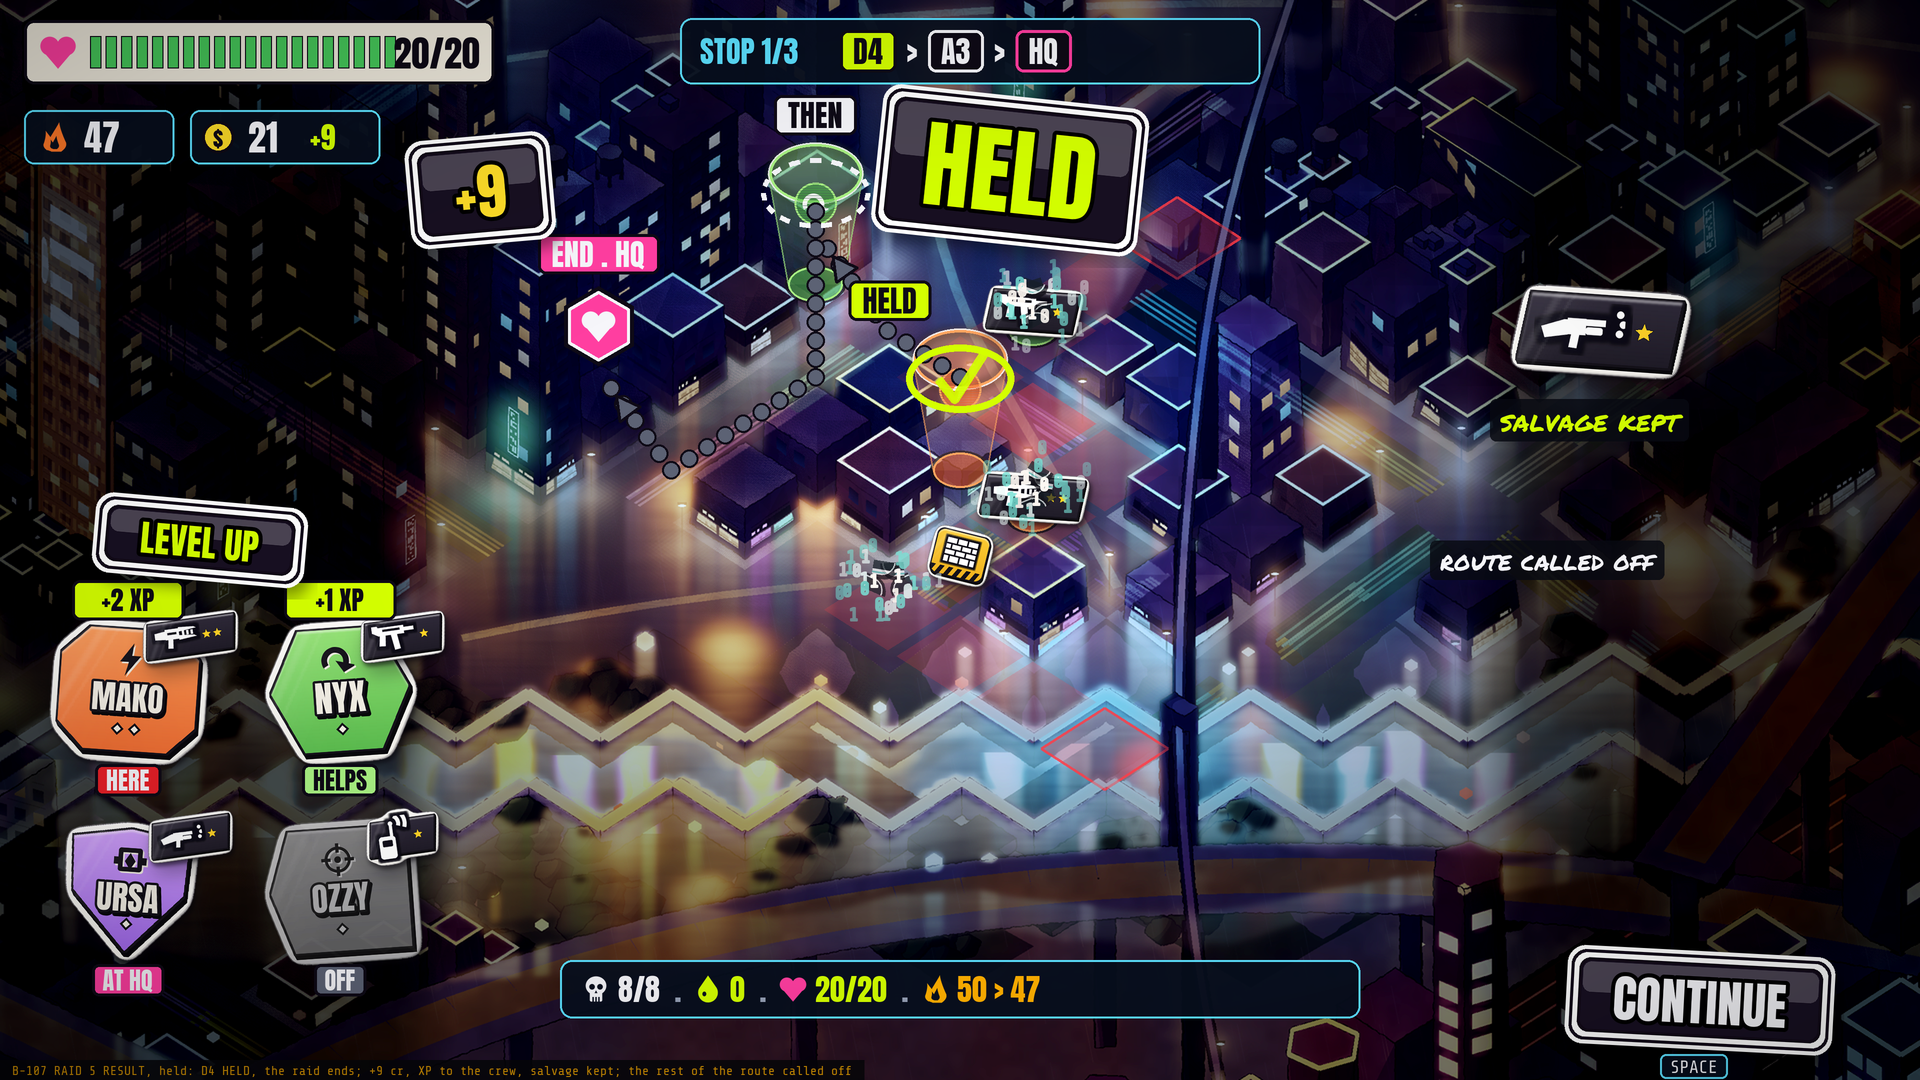 20/20
STOP 1/3 D4 > A3 > HQ
47
$ 21 +9
THEN
HELD
+9
END . HQ
HELD
SALVAGE KEPT
ROUTE CALLED OFF
LEVEL UP
+2 XP
+1 XP
MAKO
NYX
HERE
HELPS
URSA
OZZY
AT HQ
OFF
8/8 . 0 . 20/20 . 50 > 47
CONTINUE
SPACE
B-107 RAID 5 RESULT, held: D4 HELD, the raid ends; +9 cr, XP to the crew, salvage kept; the rest of the route called off